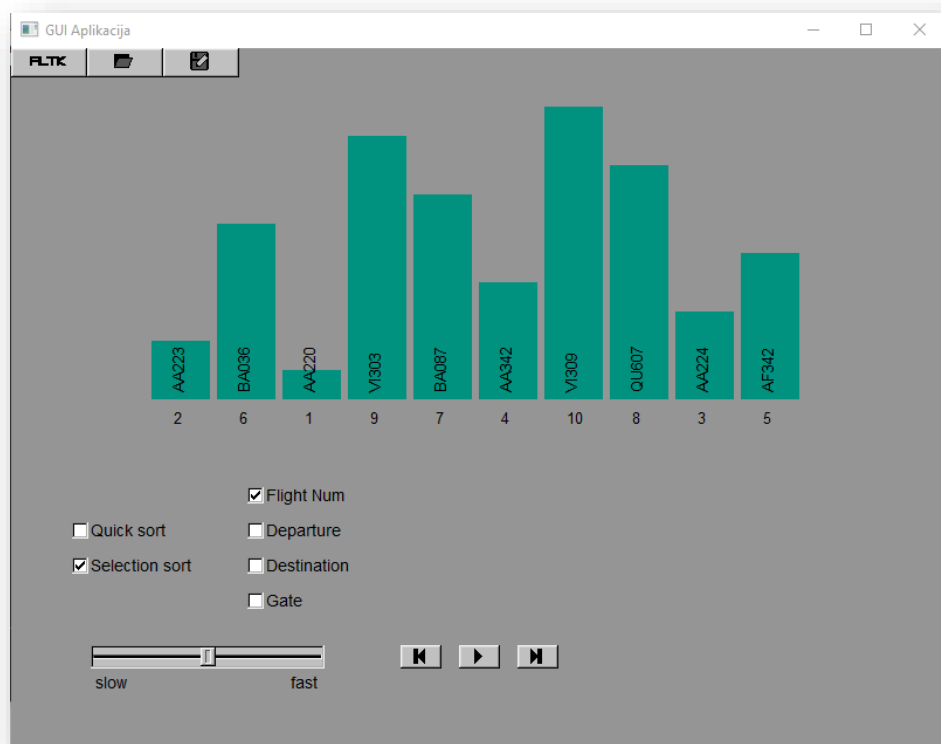 GUI Aplikacija
FLTK
AA223 BA036 AA220 VI303 BA087 AA342 VI309 QU607 AA224 AF342
2 6 1 9 7 4 10 8 3 5
Flight Num
Quick sort Departure
Selection sort Destination
Gate
slow fast